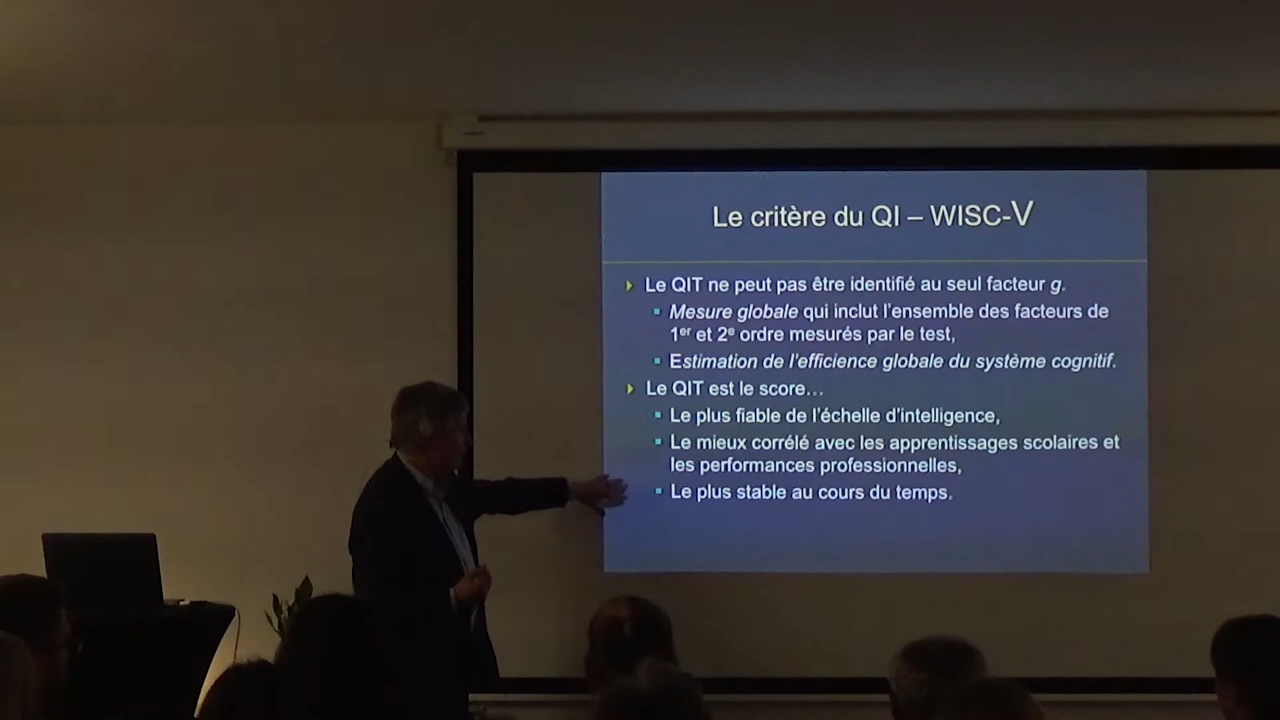 Le critère du QI – WISC-V
Le QIT ne peut pas être identifié au seul facteur g.
Mesure globale qui inclut l'ensemble des facteurs de
1er et 2e ordre mesurés par le test,
Estimation de l'efficience globale du système cognitif.
Le QIT est le score…
Le plus fiable de l'échelle d'intelligence,
Le mieux corrélé avec les apprentissages scolaires et
les performances professionnelles,
Le plus stable au cours du temps.